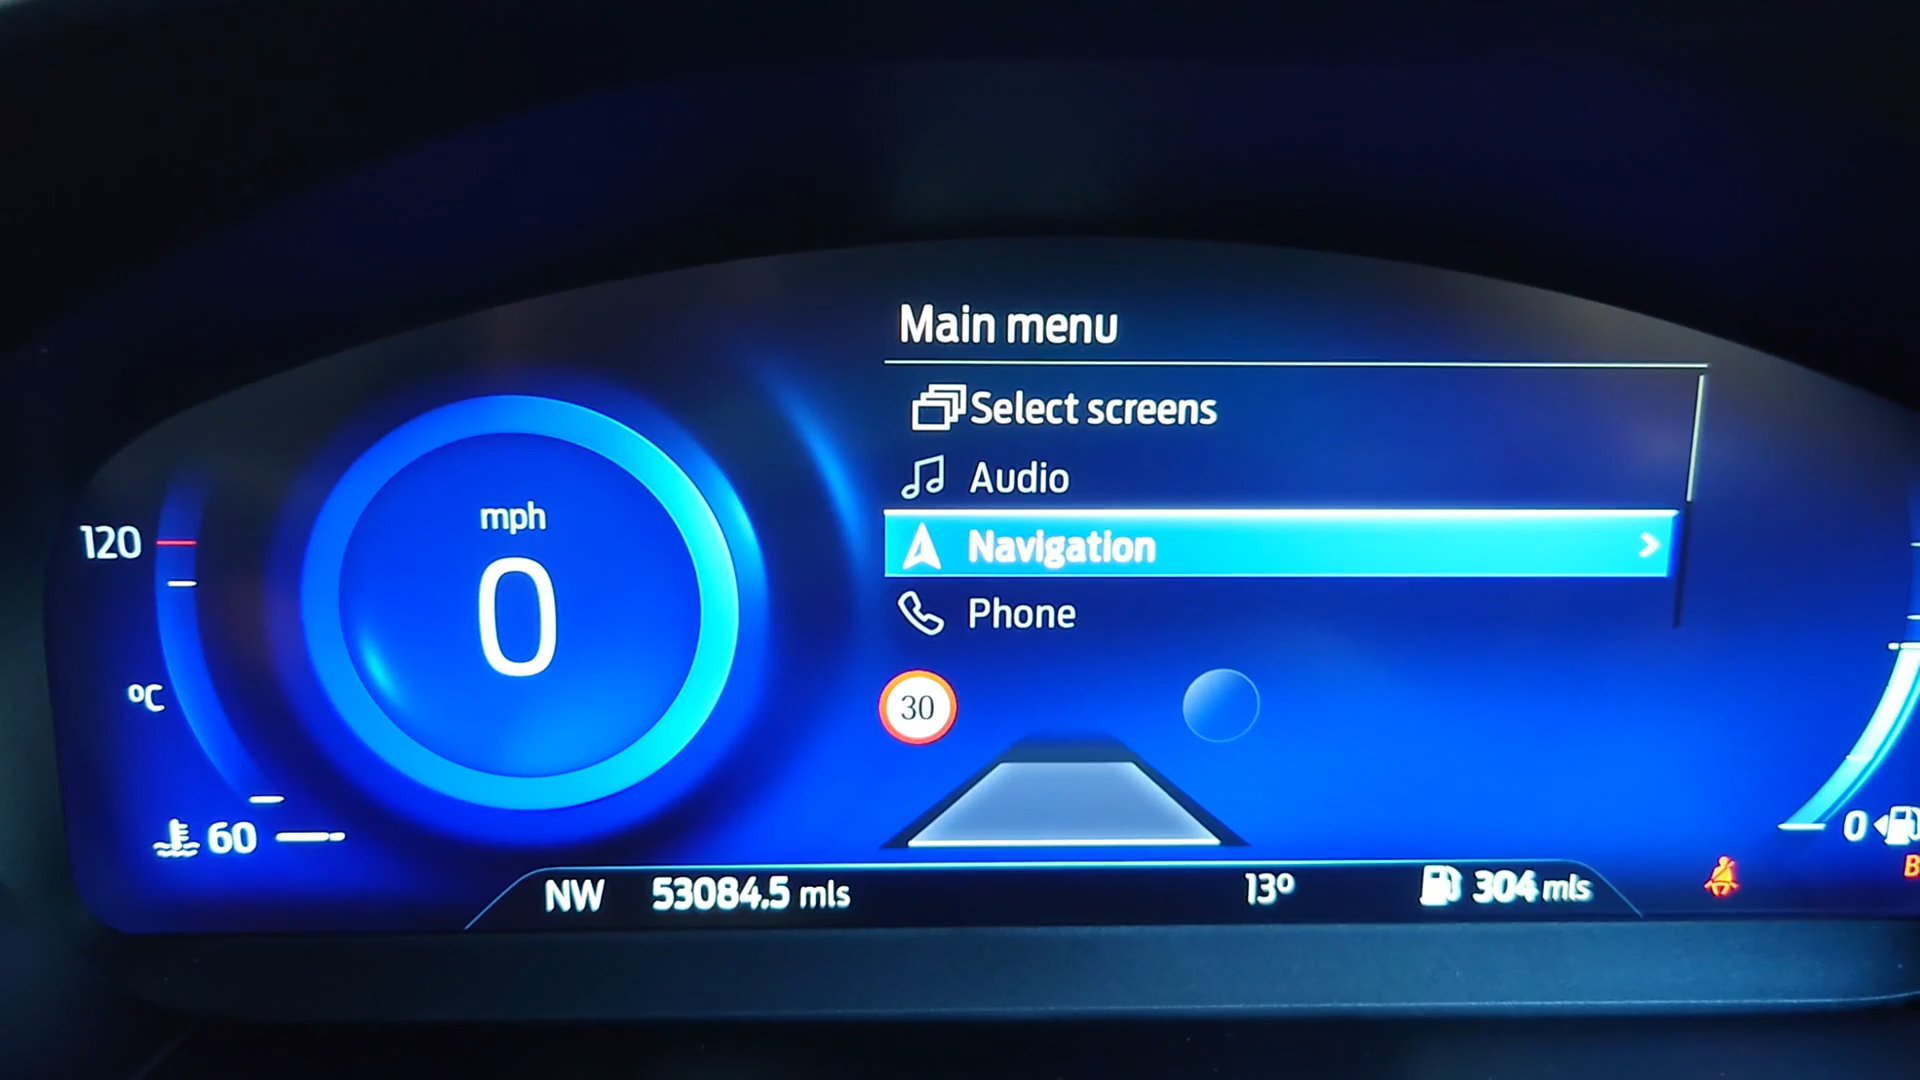 Main menu
Select screens
Audio
Navigation
Phone
mph
0
120
ºC
60
30
0
NW 53084.5 mls 13º 304 mls
B